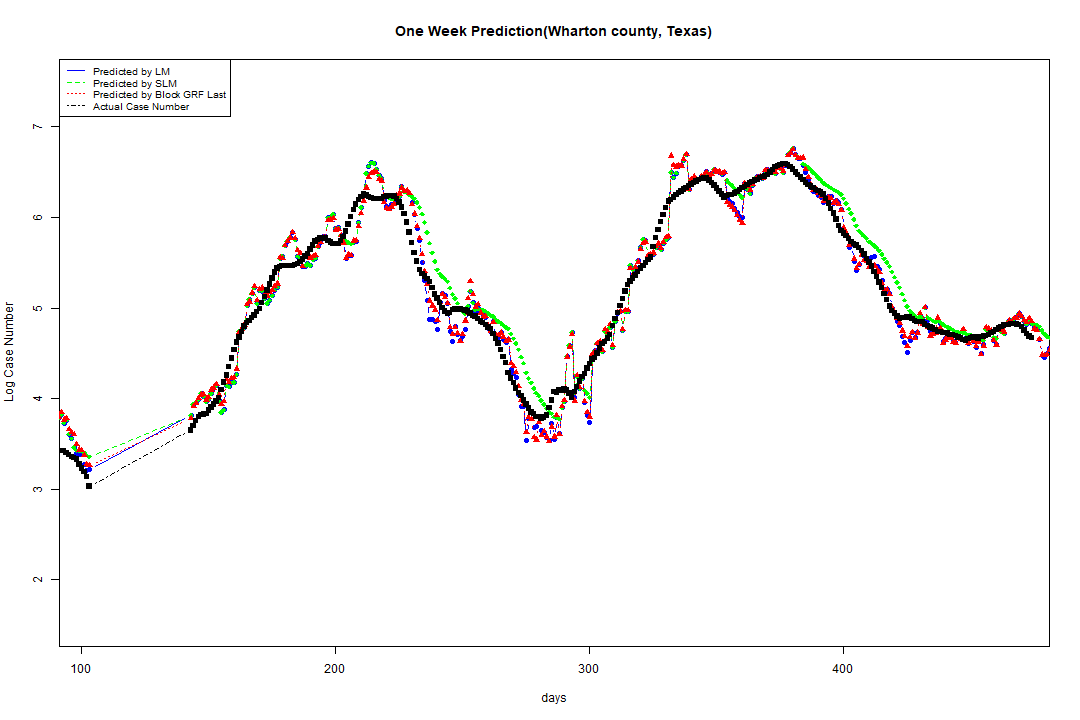 One Week Prediction(Wharton county, Texas)
Predicted by LM
Predicted by SLM
Predicted by Block GRF Last
Actual Case Number
7
6
5
4
3
2
Log Case Number
100 200 300 400
days